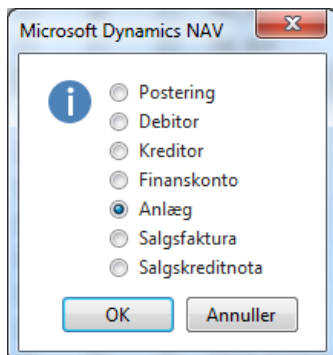 Microsoft Dynamics NAV
Postering
Debitor
Kreditor
Finanskonto
Anlæg
Salgsfaktura
Salgskreditnota
OK Annuller